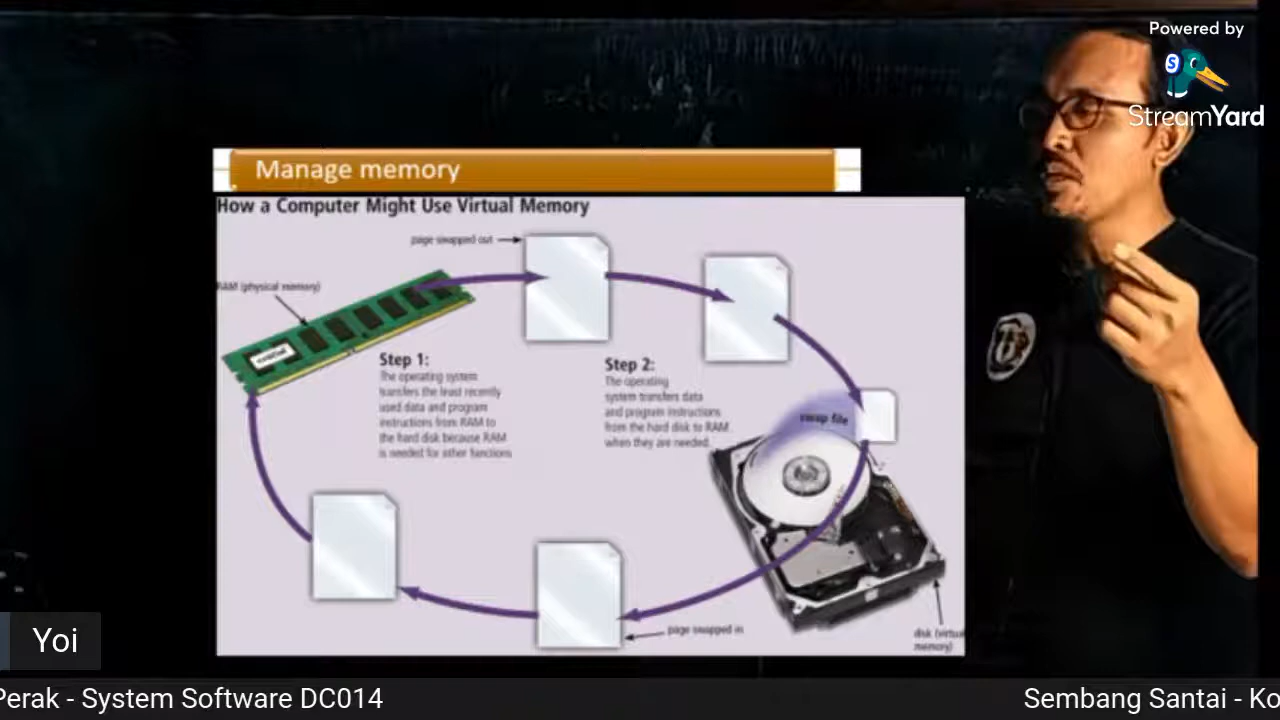 Powered by
StreamYard
Manage memory
How a Computer Might Use Virtual Memory
page swapped out
RAM (physical memory)
Step 1:
The operating system
transfers the least recently
used data and program
instructions from RAM to
the hard disk because RAM
is needed for other functions
Step 2:
The operating
system transfers data
and program instructions
from the hard disk to RAM
when they are needed.
swap file
page swapped in
disk (virtual
memory)
Yoi
Perak - System Software DC014
Sembang Santai - Ko